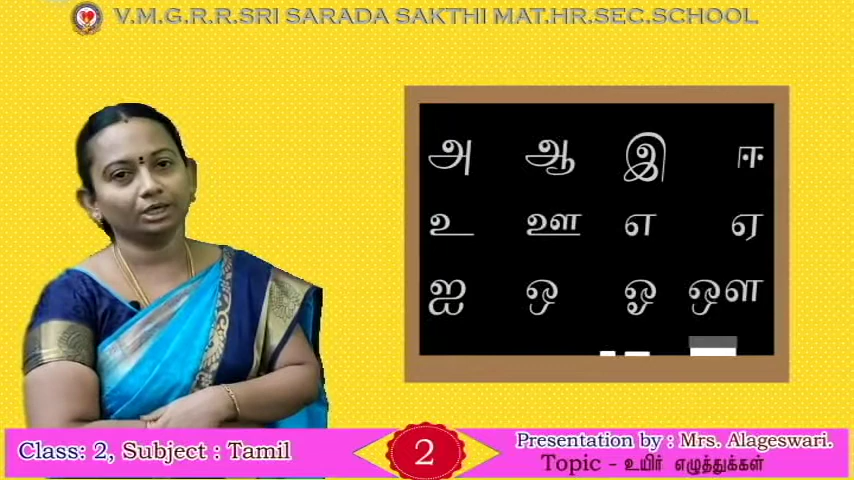 V.M.G.R.R.SRI SARADA SAKTHI MAT.HR.SEC.SCHOOL
அ ஆ இ ஈ
உ ஊ எ ஏ
ஐ ஒ ஓ ஔ
Class: 2, Subject : Tamil
2
Presentation by : Mrs. Alageswari.
Topic - உயிர் எழுத்துக்கள்